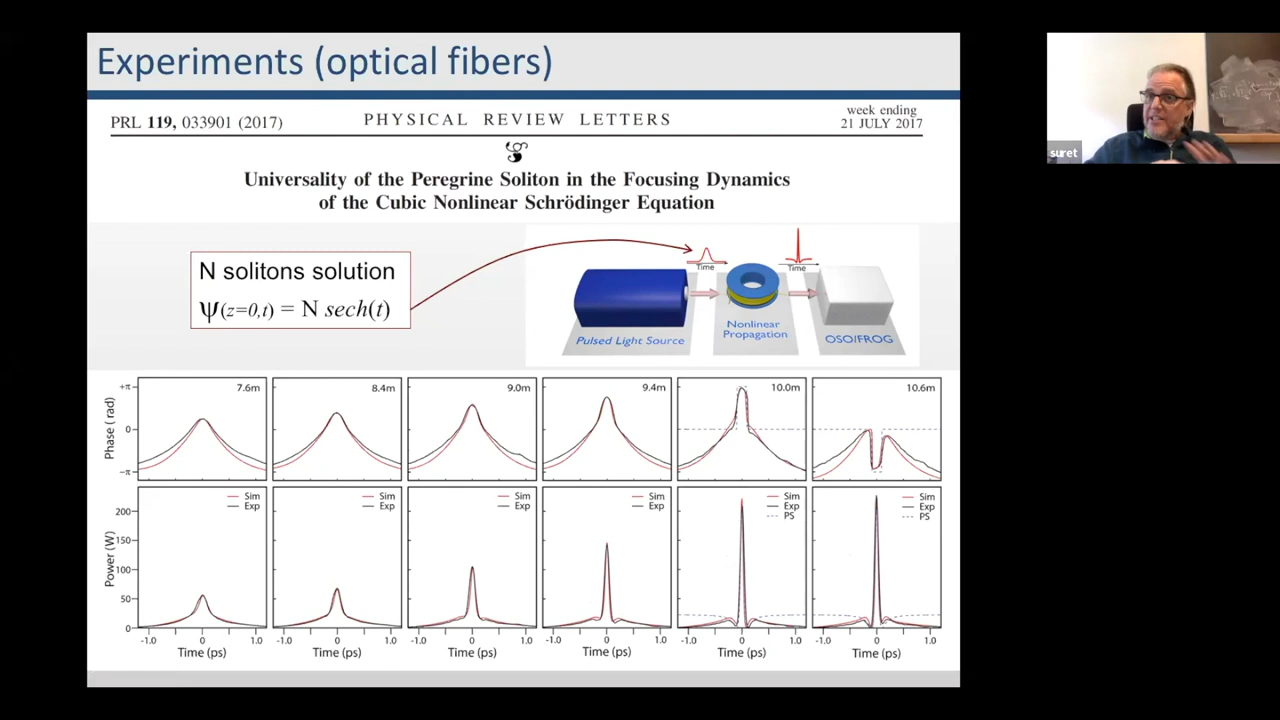 Experiments (optical fibers)
PRL 119, 033901 (2017)
PHYSICAL REVIEW LETTERS
week ending
21 JULY 2017
Universality of the Peregrine Soliton in the Focusing Dynamics
of the Cubic Nonlinear Schrödinger Equation
N solitons solution
ψ(z=0,t) = N sech(t)
Time
Time
Nonlinear
Propagation
Pulsed Light Source
OSO/FROG
suret
Phase ( rad)
+π
0
-π
7.6m
8.4m
9.0m
9.4m
10.0m
10.6m
Power (W)
200
150
100
50
0
Sim
Exp
Sim
Exp
Sim
Exp
Sim
Exp
Sim
Exp
PS
Sim
Exp
PS
-1.0 0 1.0
-1.0 0 1.0
-1.0 0 1.0
-1.0 0 1.0
-1.0 0 1.0
-1.0 0 1.0
Time (ps)
Time (ps)
Time (ps)
Time (ps)
Time (ps)
Time (ps)